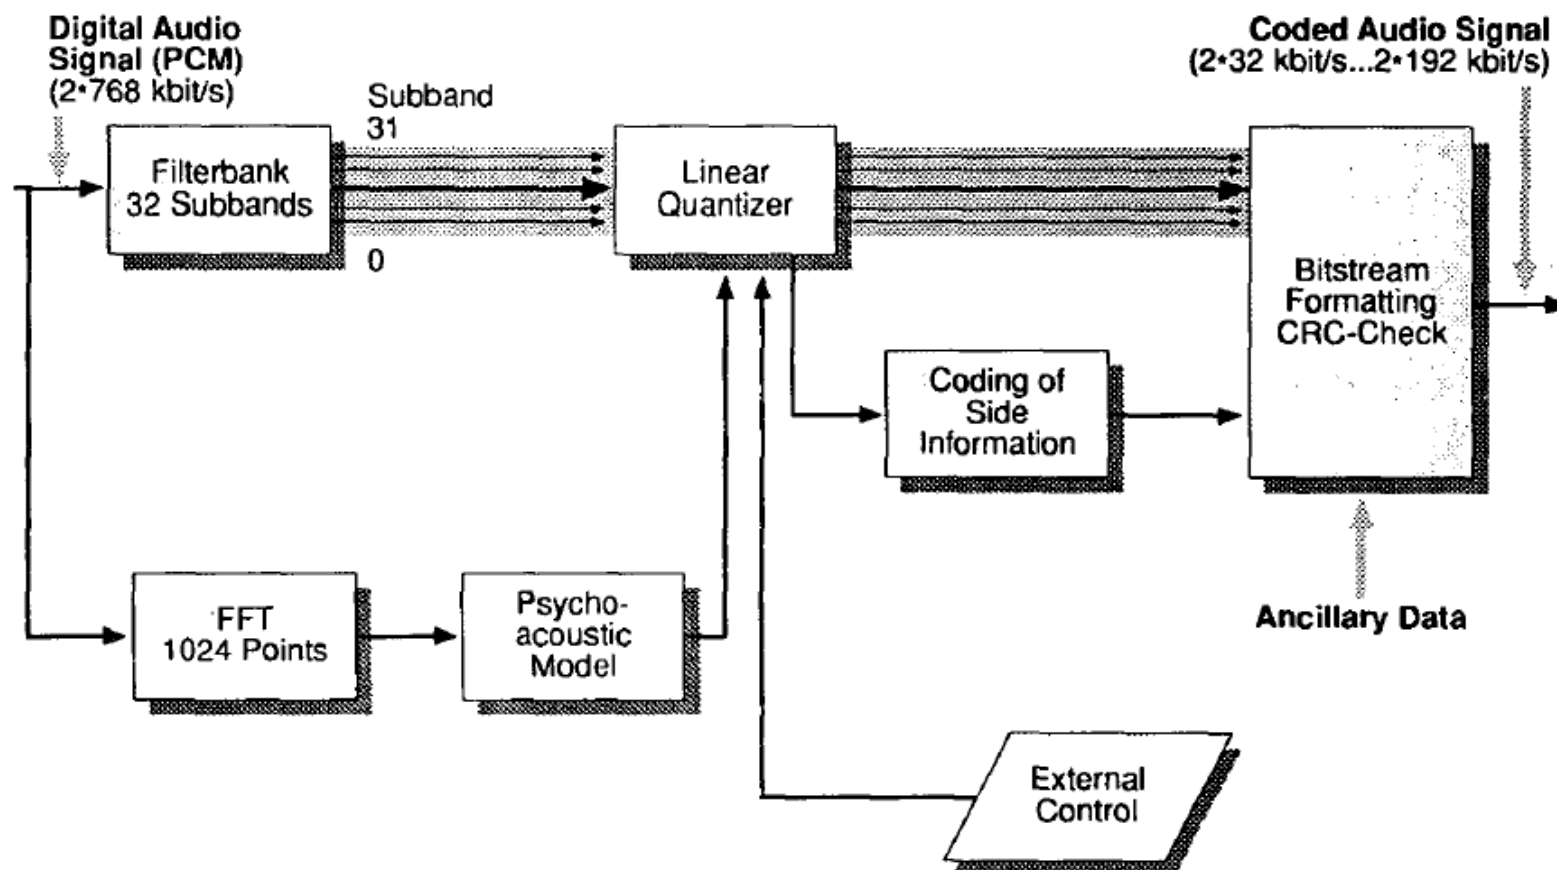 Digital Audio
Signal (PCM)
(2•768 kbit/s)
Coded Audio Signal
(2•32 kbit/s...2•192 kbit/s)
Subband
31
0
Filterbank
32 Subbands
Linear
Quantizer
Bitstream
Formatting
CRC-Check
Coding of
Side
Information
FFT
1024 Points
Psycho-
acoustic
Model
Ancillary Data
External
Control